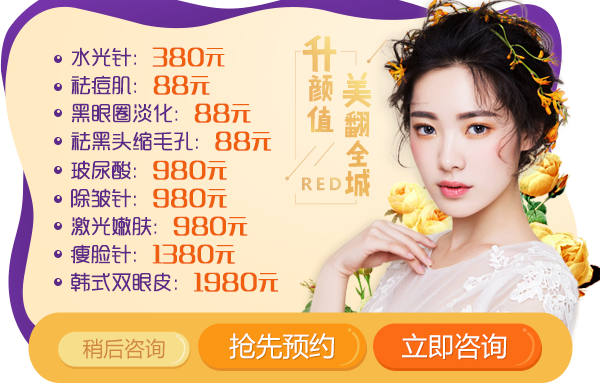 水光针：380元
祛痘肌：88元
黑眼圈淡化：88元
祛黑头缩毛孔：88元
玻尿酸：980元
除皱针：980元
激光嫩肤：980元
瘦脸针：1380元
韩式双眼皮：1980元
升颜值
美翻全城
RED
稍后咨询
抢先预约
立即咨询